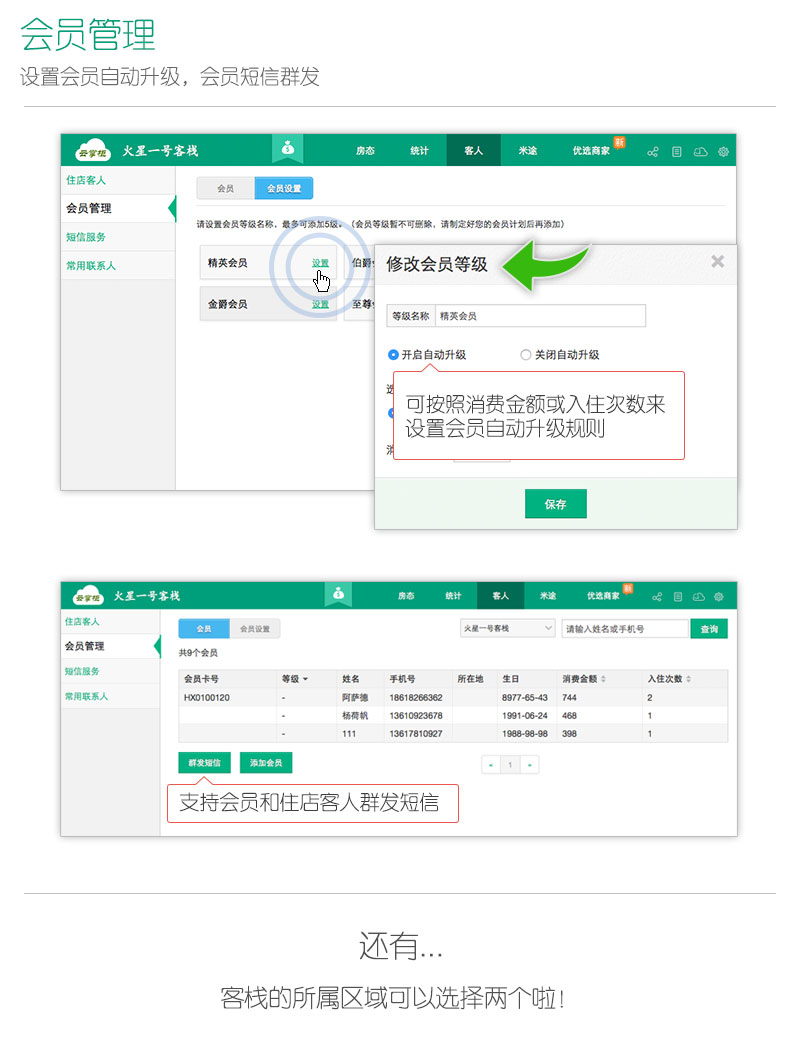 会员管理
设置会员自动升级，会员短信群发
云掌柜 火星一号客栈 房态 统计 客人 米途 优选商家 新
住店客人
会员管理
短信服务
常用联系人
会员 会员设置
请设置会员等级名称，最多可添加5级。（会员等级暂不可删除，请制定好您的会员计划后再添加）
精英会员 设置 伯爵
金爵会员 设置 至尊
修改会员等级
等级名称 精英会员
开启自动升级 关闭自动升级
可按照消费金额或入住次数来
设置会员自动升级规则
保存
云掌柜 火星一号客栈 房态 统计 客人 米途 优选商家 新
住店客人
会员管理
短信服务
常用联系人
会员 会员设置 火星一号客栈 请输入姓名或手机号 查询
共9个会员
会员卡号 等级 姓名 手机号 所在地 生日 消费金额 入住次数
HX0100120 - 阿萨德 18618266362 8977-65-43 744 2
- 杨荷帆 13610923678 1991-06-24 468 1
- 111 13617810927 1988-98-98 398 1
群发短信 添加会员 « 1 »
支持会员和住店客人群发短信
还有...
客栈的所属区域可以选择两个啦！